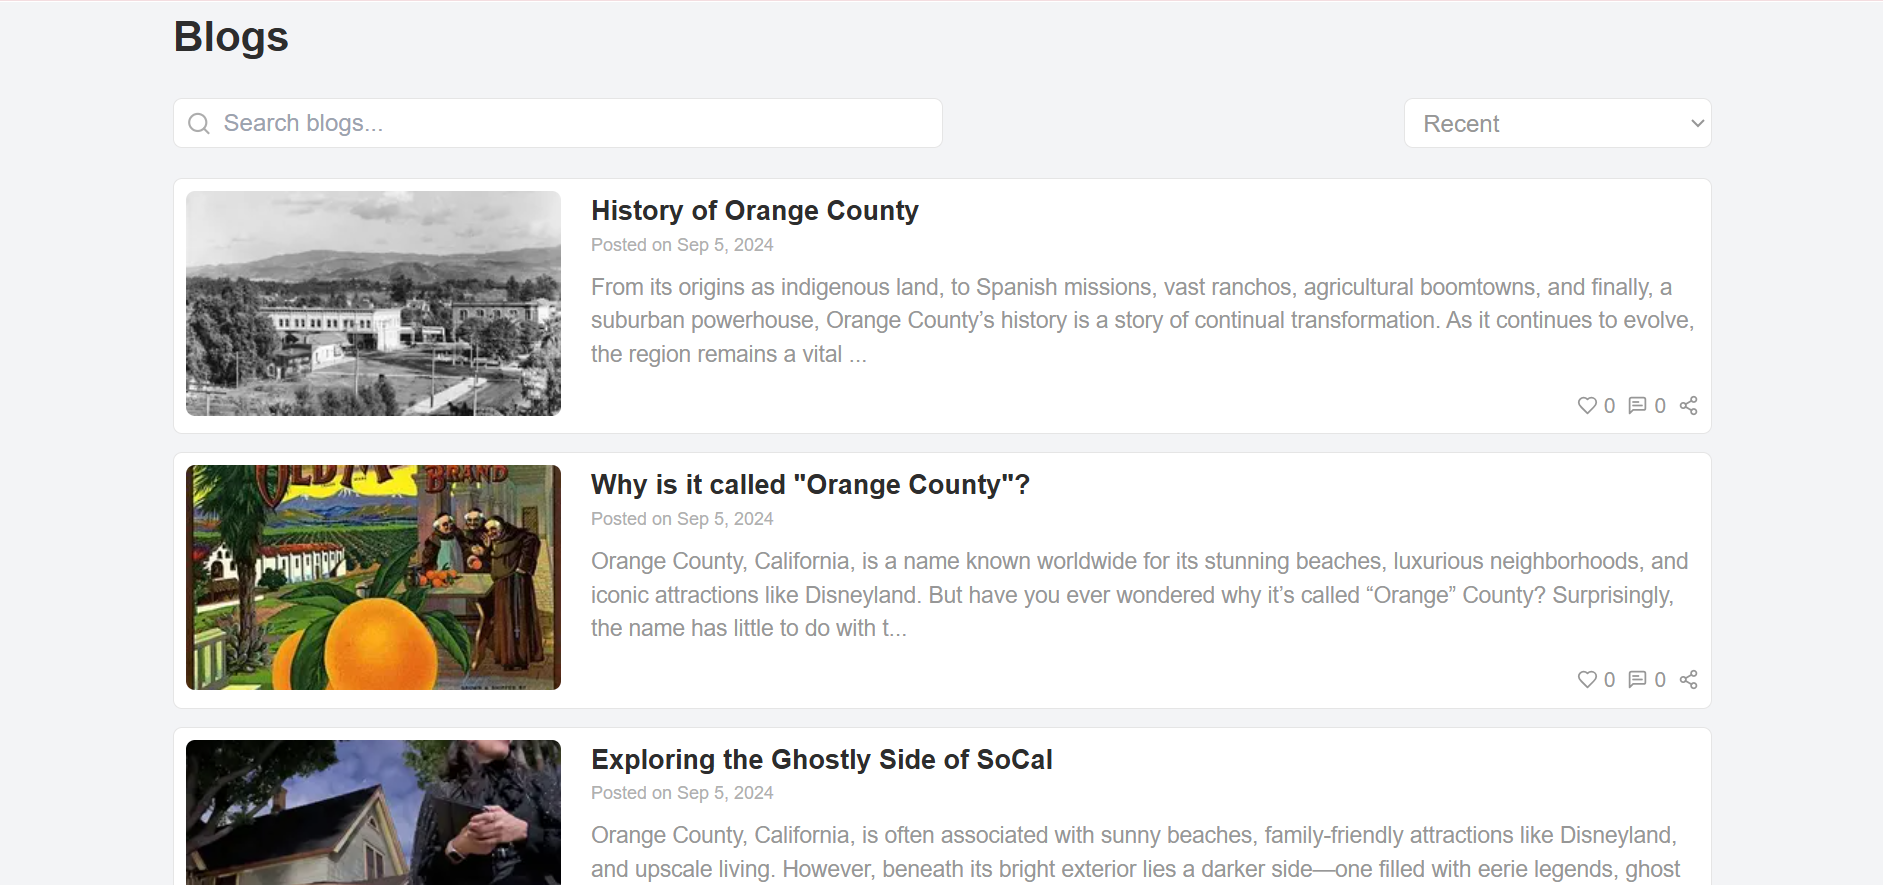 Blogs
Search blogs...
Recent
History of Orange County
Posted on Sep 5, 2024
From its origins as indigenous land, to Spanish missions, vast ranchos, agricultural boomtowns, and finally, a
suburban powerhouse, Orange County’s history is a story of continual transformation. As it continues to evolve,
the region remains a vital ...
0 0
BRAND
Why is it called "Orange County"?
Posted on Sep 5, 2024
Orange County, California, is a name known worldwide for its stunning beaches, luxurious neighborhoods, and
iconic attractions like Disneyland. But have you ever wondered why it’s called “Orange” County? Surprisingly,
the name has little to do with t...
0 0
Exploring the Ghostly Side of SoCal
Posted on Sep 5, 2024
Orange County, California, is often associated with sunny beaches, family-friendly attractions like Disneyland,
and upscale living. However, beneath its bright exterior lies a darker side—one filled with eerie legends, ghost